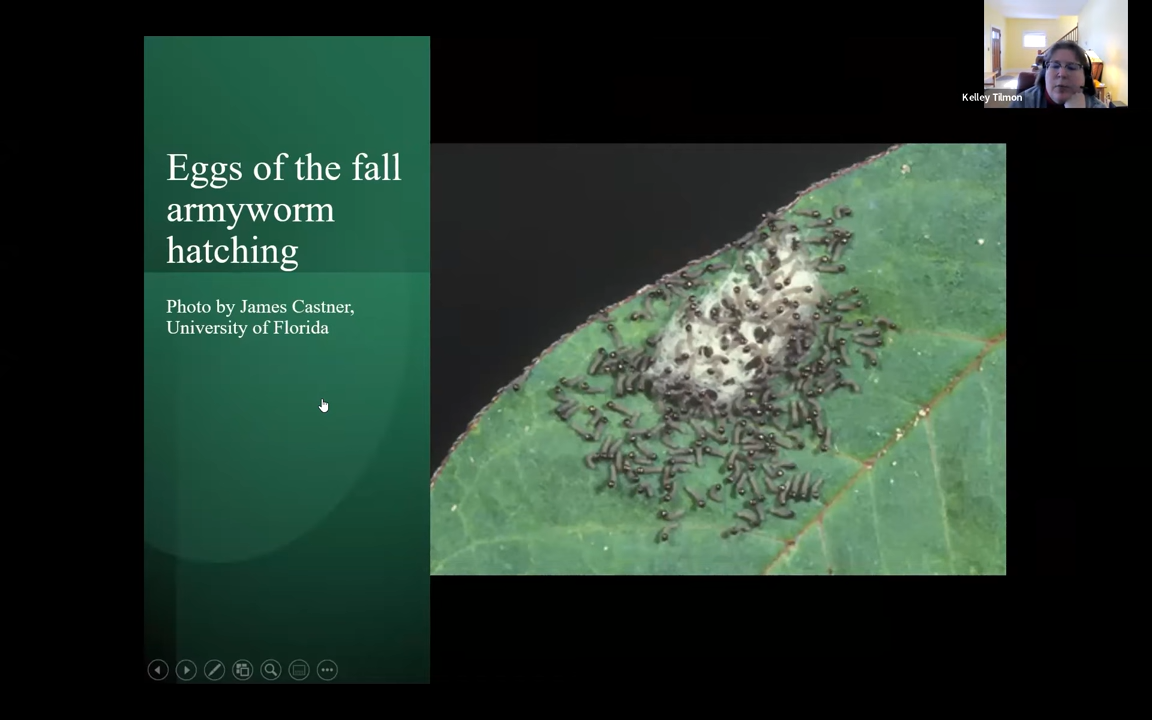 Eggs of the fall
armyworm
hatching
Photo by James Castner,
University of Florida
Kelley Tilmon